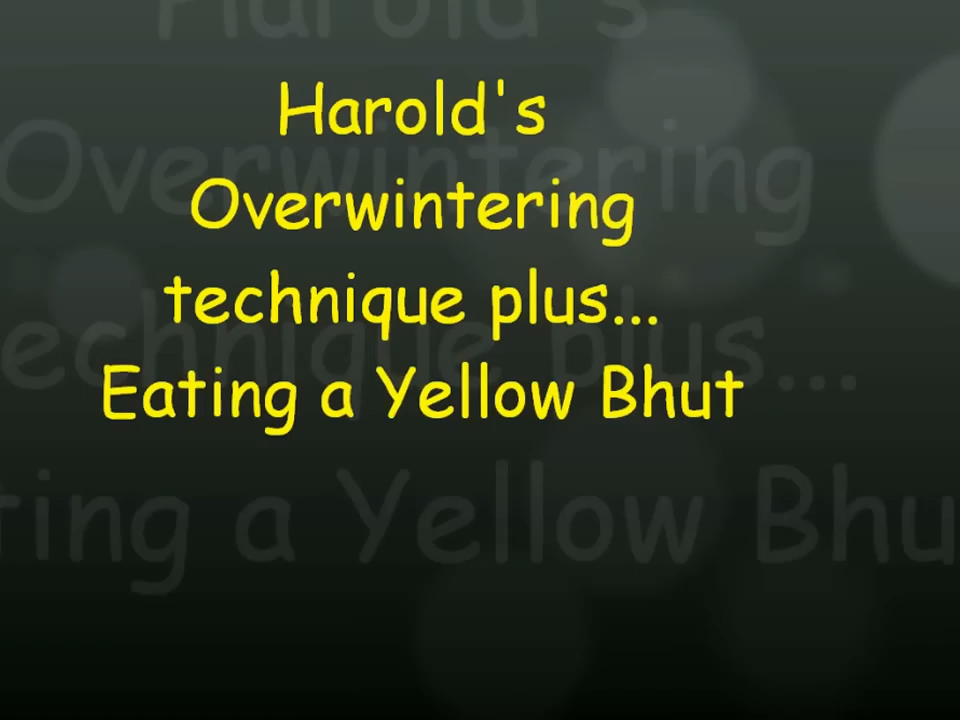 Harold's
Overwintering
technique plus...
Eating a Yellow Bhut